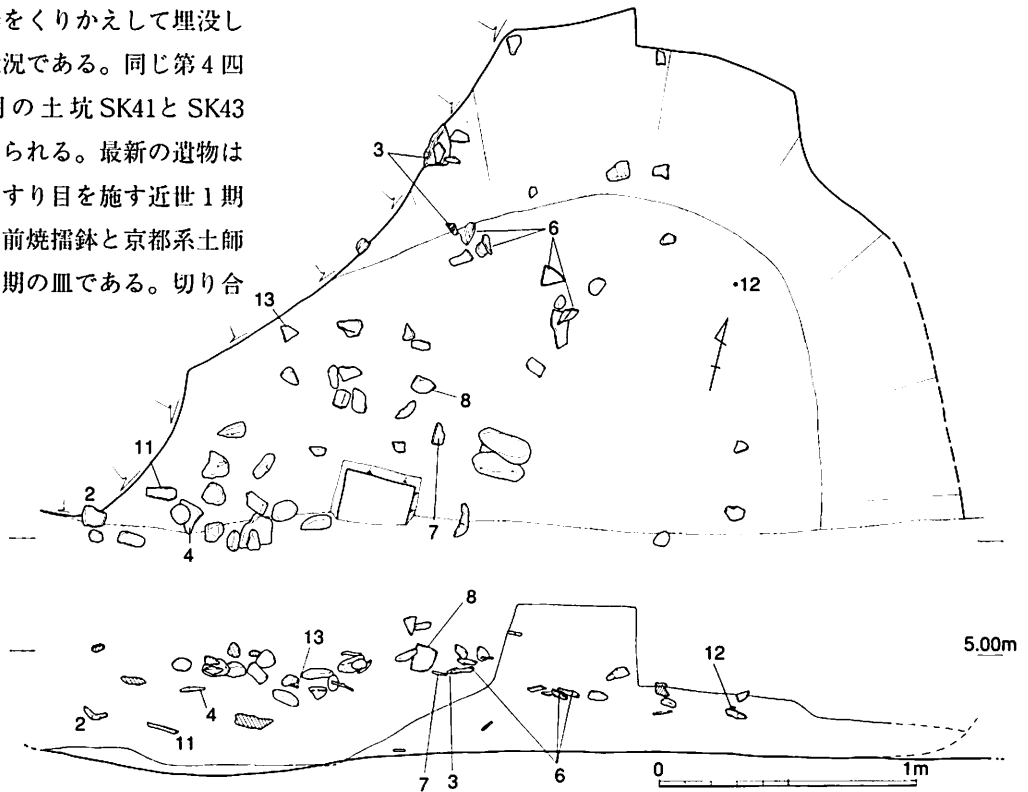 をくりかえして埋没し
況である。同じ第4四
の土坑SK41とSK43
られる。最新の遺物は
すり目を施す近世1期
前焼擂鉢と京都系土師
期の皿である。切り合
3
6
12
13
8
11
2
7
4
8
13
5.00m
12
4
2
11
7
3
6
0
1m